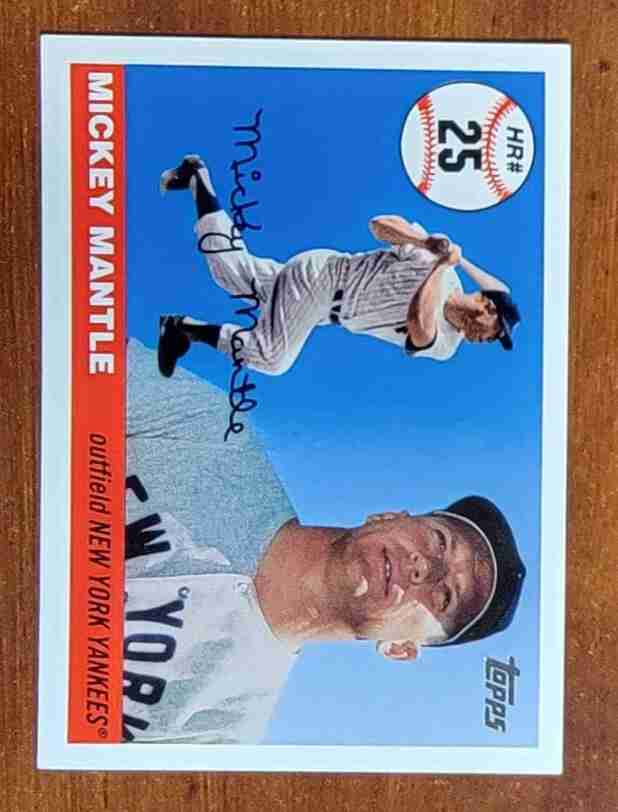 HR#
25
Mickey Mantle
topps
NEW YORK
MICKEY MANTLE
outfield NEW YORK YANKEES®